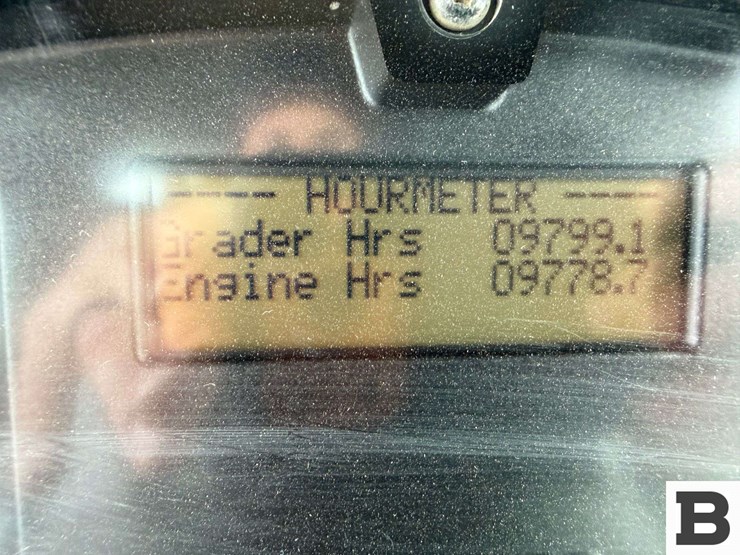 ---- HOURMETER ----
Grader Hrs 09799.1
Engine Hrs 09778.7
B